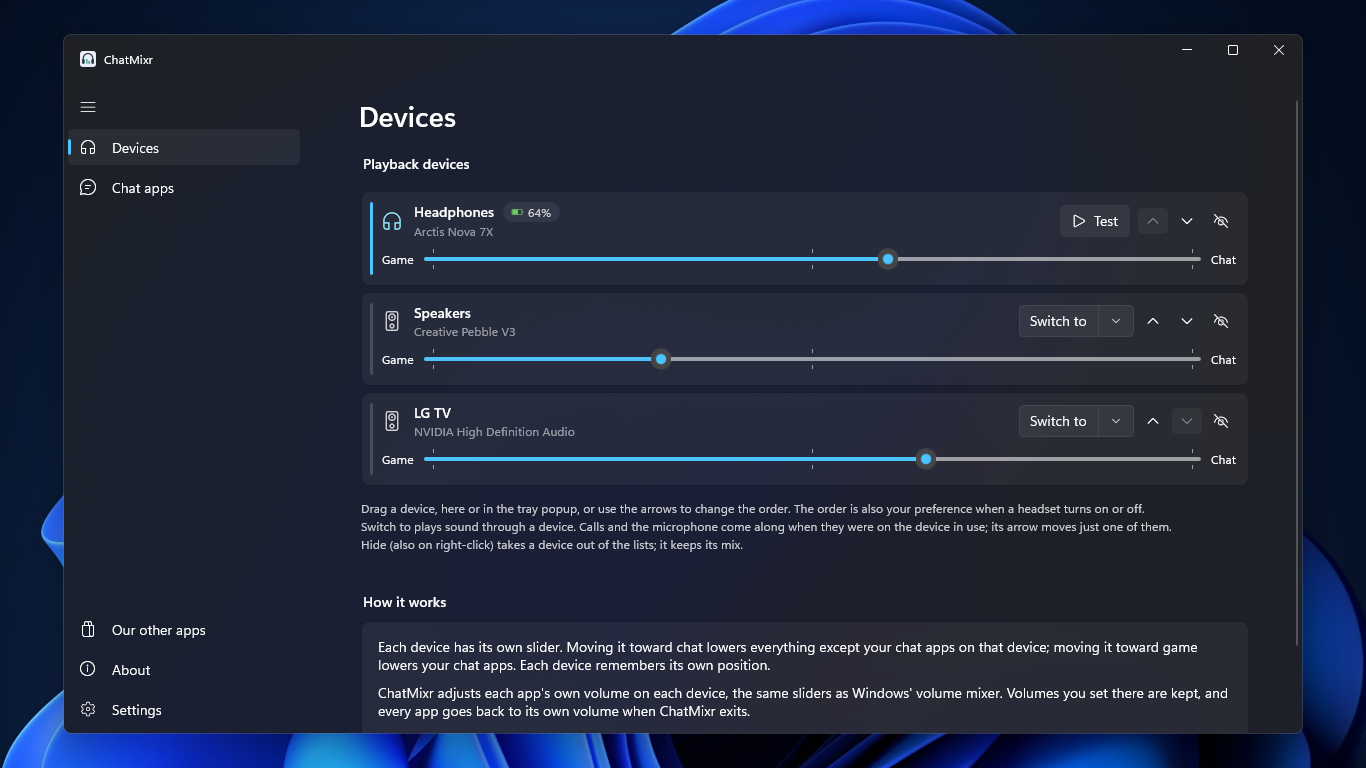 ChatMixr
Devices
Chat apps
Our other apps
About
Settings
Devices
Playback devices
Headphones 64%
Arctis Nova 7X
Test
Game Chat
Speakers
Creative Pebble V3
Switch to
Game Chat
LG TV
NVIDIA High Definition Audio
Switch to
Game Chat
Drag a device, here or in the tray popup, or use the arrows to change the order. The order is also your preference when a headset turns on or off.
Switch to plays sound through a device. Calls and the microphone come along when they were on the device in use; its arrow moves just one of them.
Hide (also on right-click) takes a device out of the lists; it keeps its mix.
How it works
Each device has its own slider. Moving it toward chat lowers everything except your chat apps on that device; moving it toward game
lowers your chat apps. Each device remembers its own position.
ChatMixr adjusts each app's own volume on each device, the same sliders as Windows' volume mixer. Volumes you set there are kept, and
every app goes back to its own volume when ChatMixr exits.